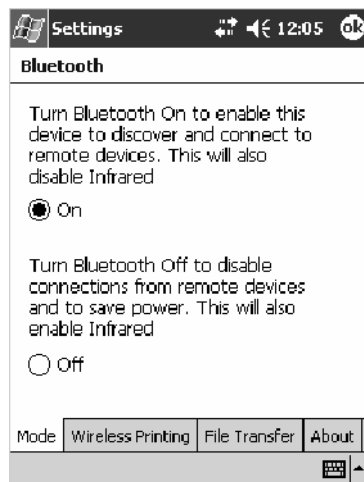 Settings 12:05 ok
Bluetooth
Turn Bluetooth On to enable this
device to discover and connect to
remote devices. This will also
disable Infrared
On
Turn Bluetooth Off to disable
connections from remote devices
and to save power. This will also
enable Infrared
Off
Mode Wireless Printing File Transfer About